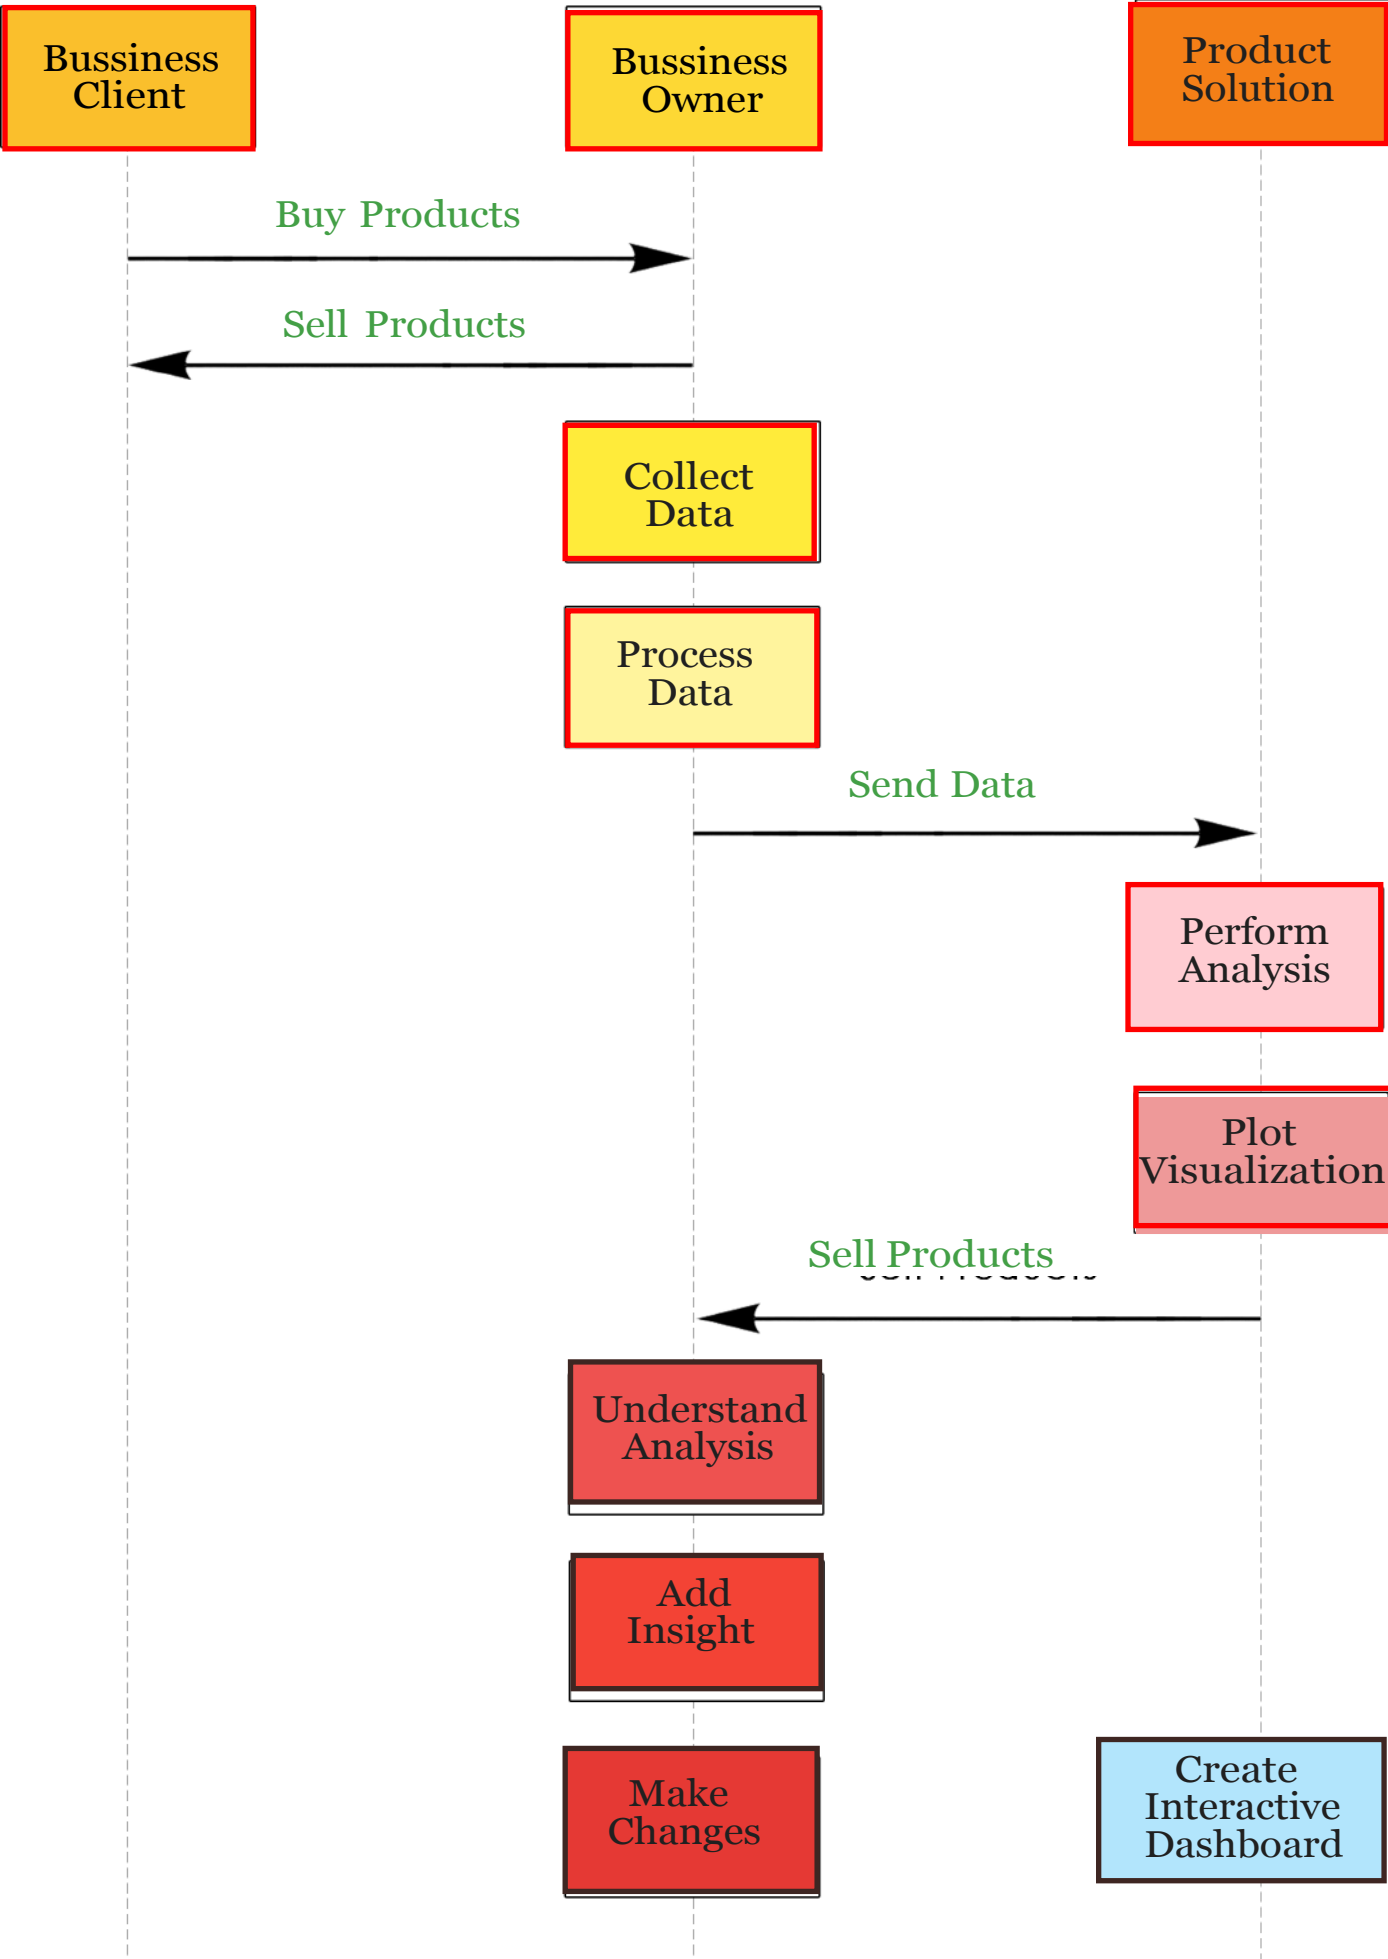 Bussiness
Client
Bussiness
Owner
Product
Solution
Buy Products
Sell Products
Collect
Data
Process
Data
Send Data
Perform
Analysis
Plot
Visualization
Sell Products
Understand
Analysis
Add
Insight
Make
Changes
Create
Interactive
Dashboard